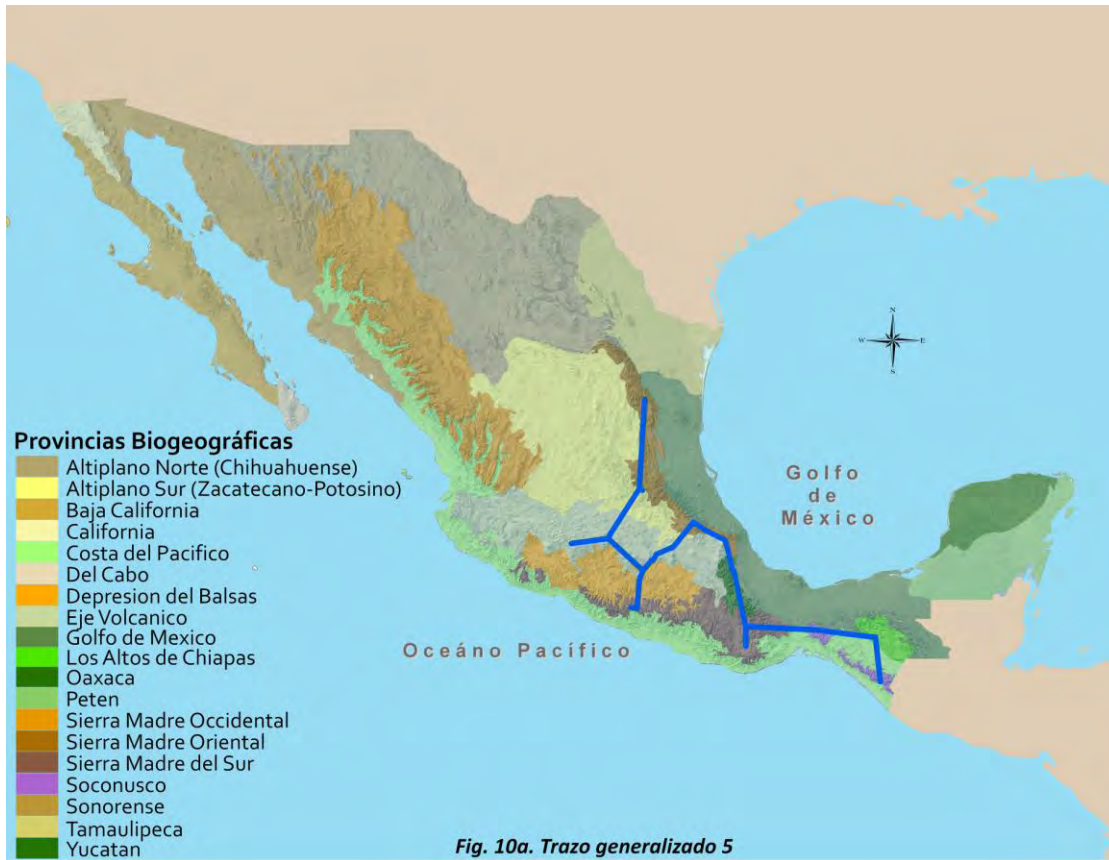 N
W E
S
Provincias Biogeográficas
Altiplano Norte (Chihuahuense)
Altiplano Sur (Zacatecano-Potosino)
Baja California
California
Costa del Pacifico
Del Cabo
Depresion del Balsas
Eje Volcanico
Golfo de Mexico
Los Altos de Chiapas
Oaxaca
Peten
Sierra Madre Occidental
Sierra Madre Oriental
Sierra Madre del Sur
Soconusco
Sonorense
Tamaulipeca
Yucatan
Golfo
de
México
Oceáno Pacífico
Fig. 10a. Trazo generalizado 5